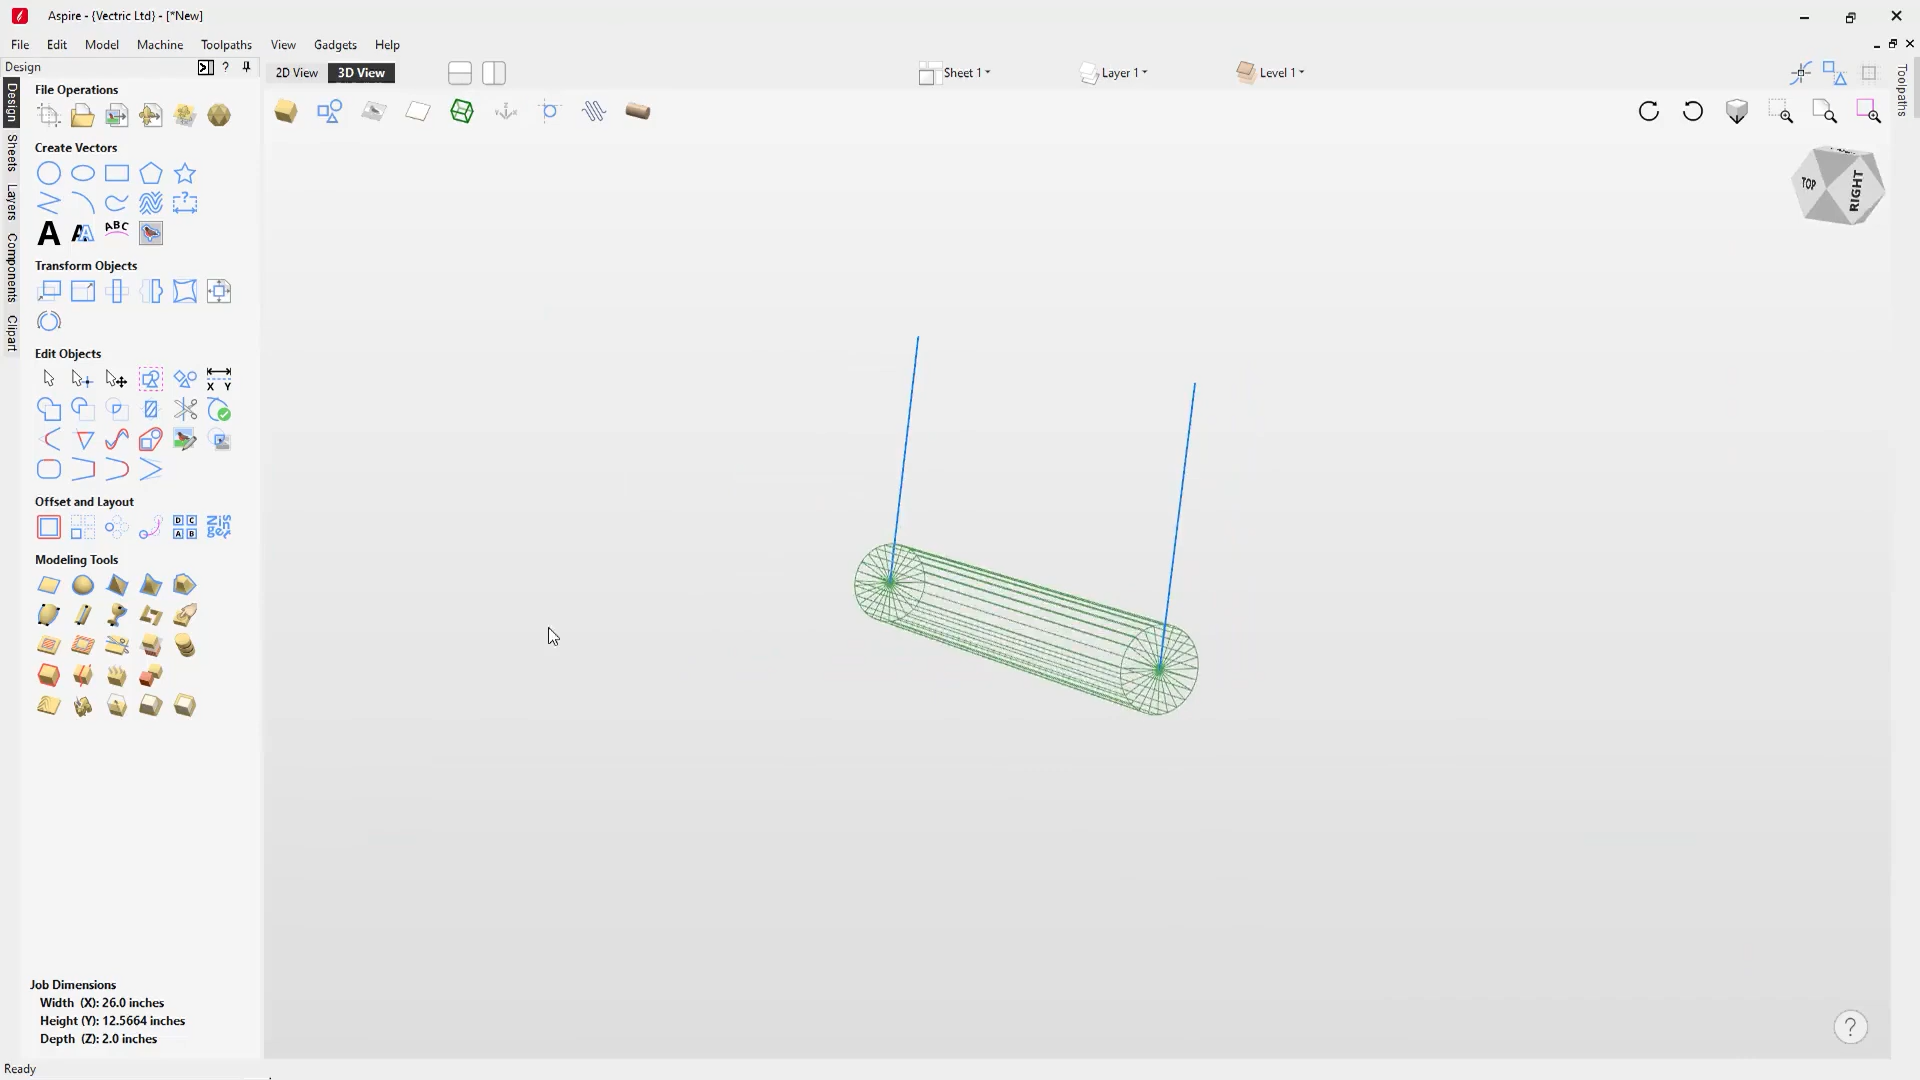 Aspire - {Vectric Ltd} - [*New]
File Edit Model Machine Toolpaths View Gadgets Help
Design
2D View 3D View Sheet 1 Layer 1 Level 1
File Operations
Create Vectors
A
ABC
Transform Objects
Edit Objects
X Y
Offset and Layout
D C
A B
Modeling Tools
Job Dimensions
Width (X): 26.0 inches
Height (Y): 12.5664 inches
Depth (Z): 2.0 inches
Ready
Design
Sheets
Layers
Components
Clipart
Toolpaths
TOP
RIGHT